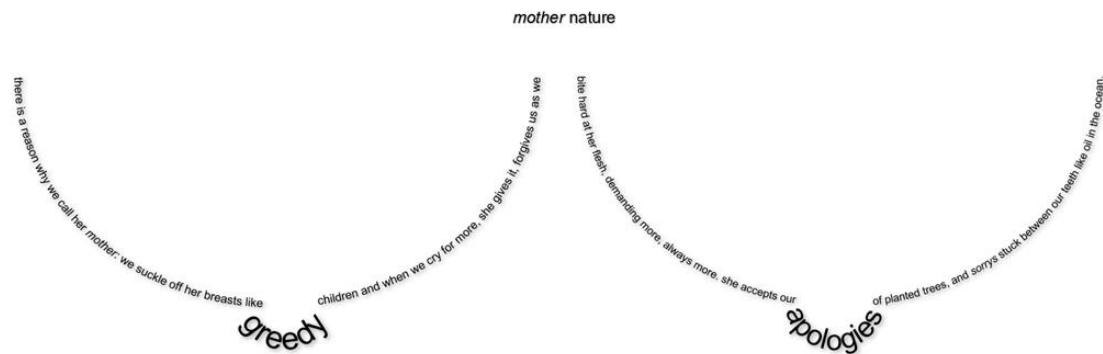 mother nature
there is a reason why we call her mother: we suckle off her breasts like greedy children and when we cry for more, she gives it, forgives us as we
bite hard at her flesh, demanding more, always more, she accepts our apologies of planted trees, and sorrys stuck between our teeth like oil in the ocean.